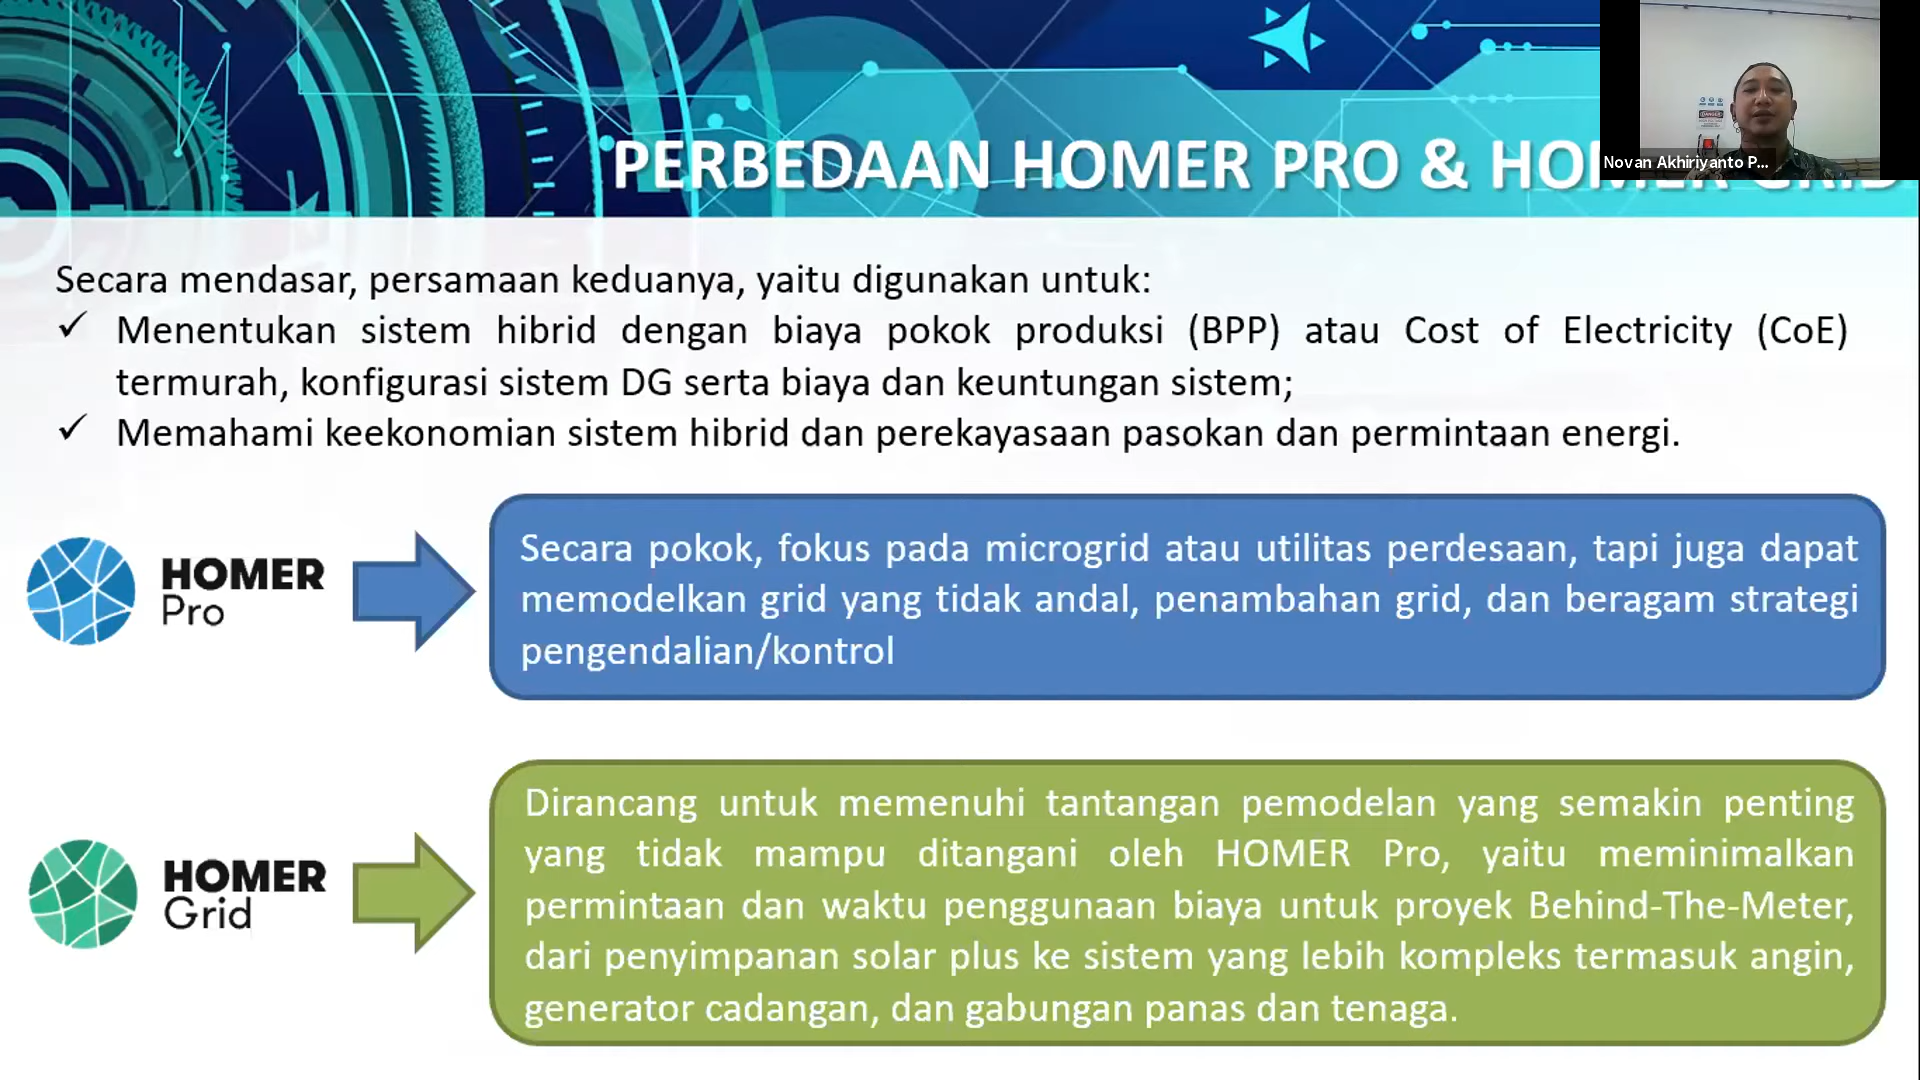 PERBEDAAN HOMER PRO & HOMER GRID
Novan Akhiriyanto P...
Secara mendasar, persamaan keduanya, yaitu digunakan untuk:
✓ Menentukan sistem hibrid dengan biaya pokok produksi (BPP) atau Cost of Electricity (CoE)
termurah, konfigurasi sistem DG serta biaya dan keuntungan sistem;
✓ Memahami keekonomian sistem hibrid dan perekayasaan pasokan dan permintaan energi.
HOMER
Pro
Secara pokok, fokus pada microgrid atau utilitas perdesaan, tapi juga dapat
memodelkan grid yang tidak andal, penambahan grid, dan beragam strategi
pengendalian/kontrol
HOMER
Grid
Dirancang untuk memenuhi tantangan pemodelan yang semakin penting
yang tidak mampu ditangani oleh HOMER Pro, yaitu meminimalkan
permintaan dan waktu penggunaan biaya untuk proyek Behind-The-Meter,
dari penyimpanan solar plus ke sistem yang lebih kompleks termasuk angin,
generator cadangan, dan gabungan panas dan tenaga.